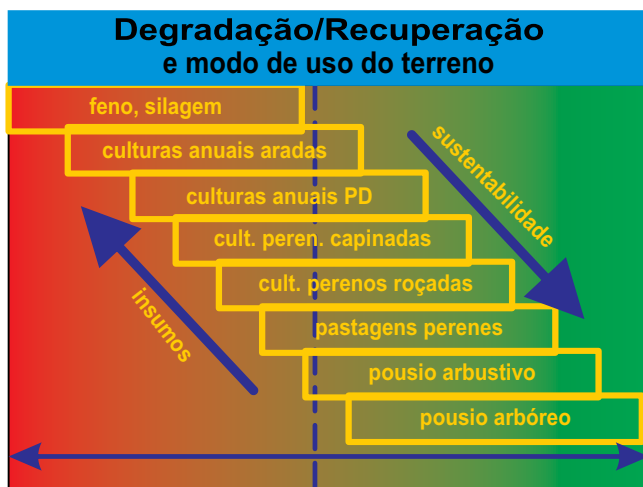 Degradação/Recuperação
e modo de uso do terreno
feno, silagem
culturas anuais aradas
culturas anuais PD
cult. peren. capinadas
cult. perenos roçadas
pastagens perenes
pousio arbustivo
pousio arbóreo
sustentabilidade
insumos